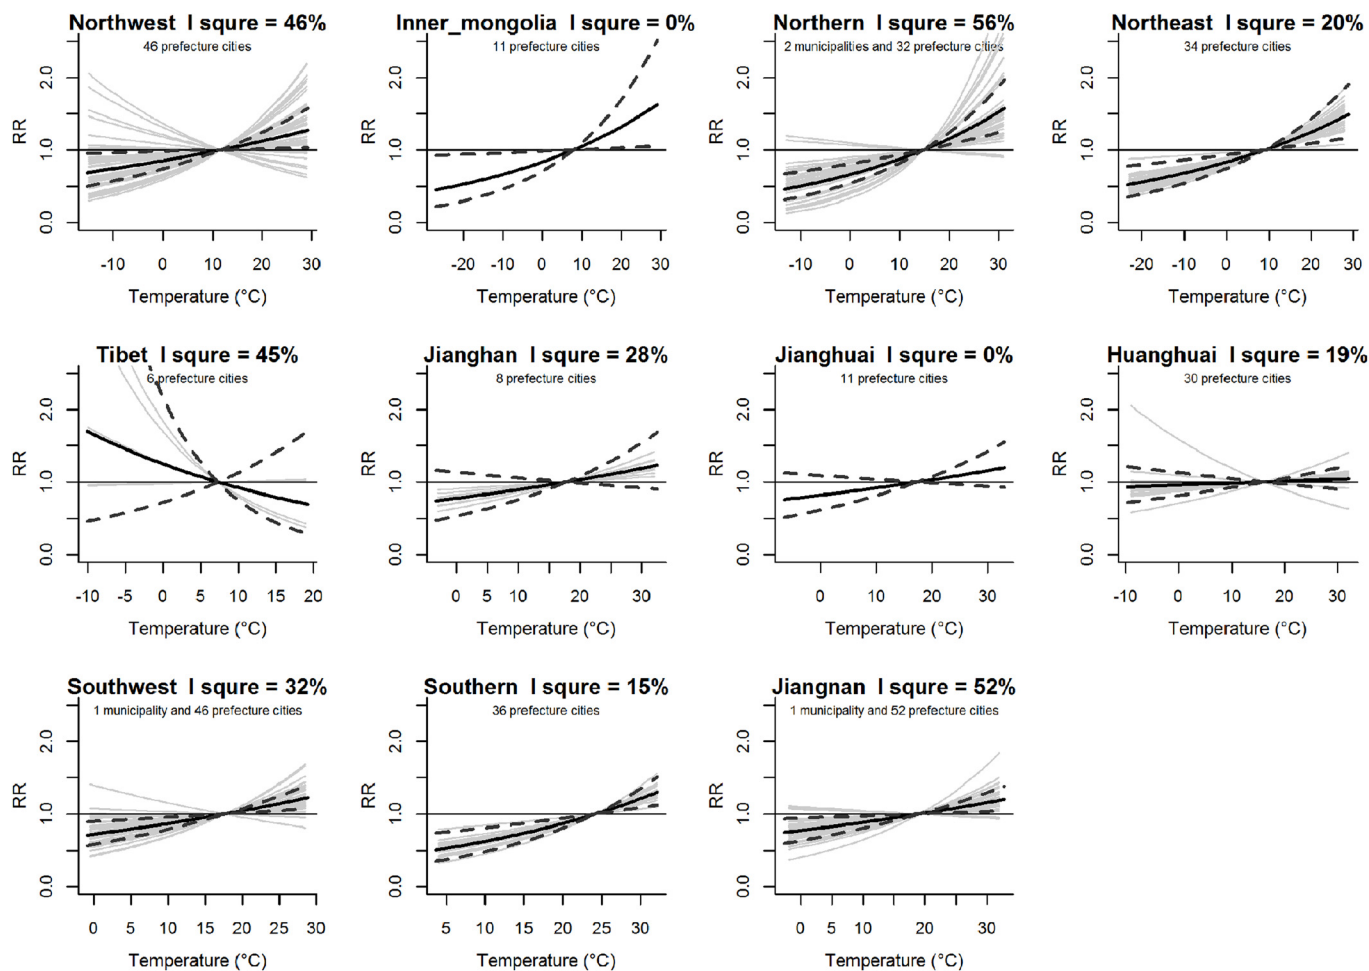 Northwest I squre = 46%
46 prefecture cities
RR
0.0 1.0 2.0
-10 0 10 20 30
Temperature (°C)
Inner_mongolia I squre = 0%
11 prefecture cities
RR
0.0 1.0 2.0
-20 -10 0 10 20 30
Temperature (°C)
Northern I squre = 56%
2 municipalities and 32 prefecture cities
RR
0.0 1.0 2.0
-10 0 10 20 30
Temperature (°C)
Northeast I squre = 20%
34 prefecture cities
RR
0.0 1.0 2.0
-20 -10 0 10 20 30
Temperature (°C)
Tibet I squre = 45%
6 prefecture cities
RR
0.0 1.0 2.0
-10 -5 0 5 10 15 20
Temperature (°C)
Jianghan I squre = 28%
8 prefecture cities
RR
0.0 1.0 2.0
0 5 10 20 30
Temperature (°C)
Jianghuai I squre = 0%
11 prefecture cities
RR
0.0 1.0 2.0
0 10 20 30
Temperature (°C)
Huanghuai I squre = 19%
30 prefecture cities
RR
0.0 1.0 2.0
-10 0 10 20 30
Temperature (°C)
Southwest I squre = 32%
1 municipality and 46 prefecture cities
RR
0.0 1.0 2.0
0 5 10 15 20 25 30
Temperature (°C)
Southern I squre = 15%
36 prefecture cities
RR
0.0 1.0 2.0
5 10 15 20 25 30
Temperature (°C)
Jiangnan I squre = 52%
1 municipality and 52 prefecture cities
RR
0.0 1.0 2.0
0 5 10 20 30
Temperature (°C)